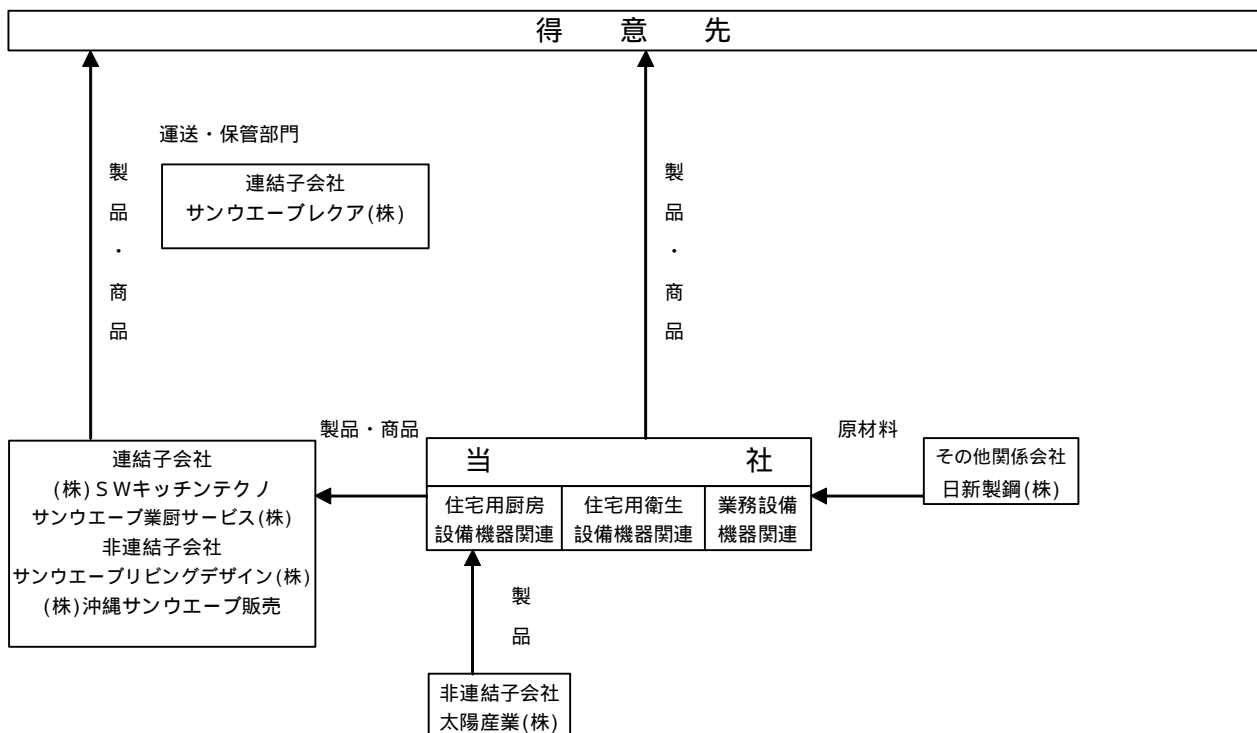 得 意 先
運送・保管部門
連結子会社
サンウエーブレクア(株)
製品・商品
製品・商品
製品・商品
原材料
連結子会社
(株)SWキッチンテクノ
サンウエーブ業厨サービス(株)
非連結子会社
サンウエーブリビングデザイン(株)
(株)沖縄サンウエーブ販売
当 社
住宅用厨房
設備機器関連
住宅用衛生
設備機器関連
業務設備
機器関連
その他関係会社
日新製鋼(株)
製品
非連結子会社
太陽産業(株)